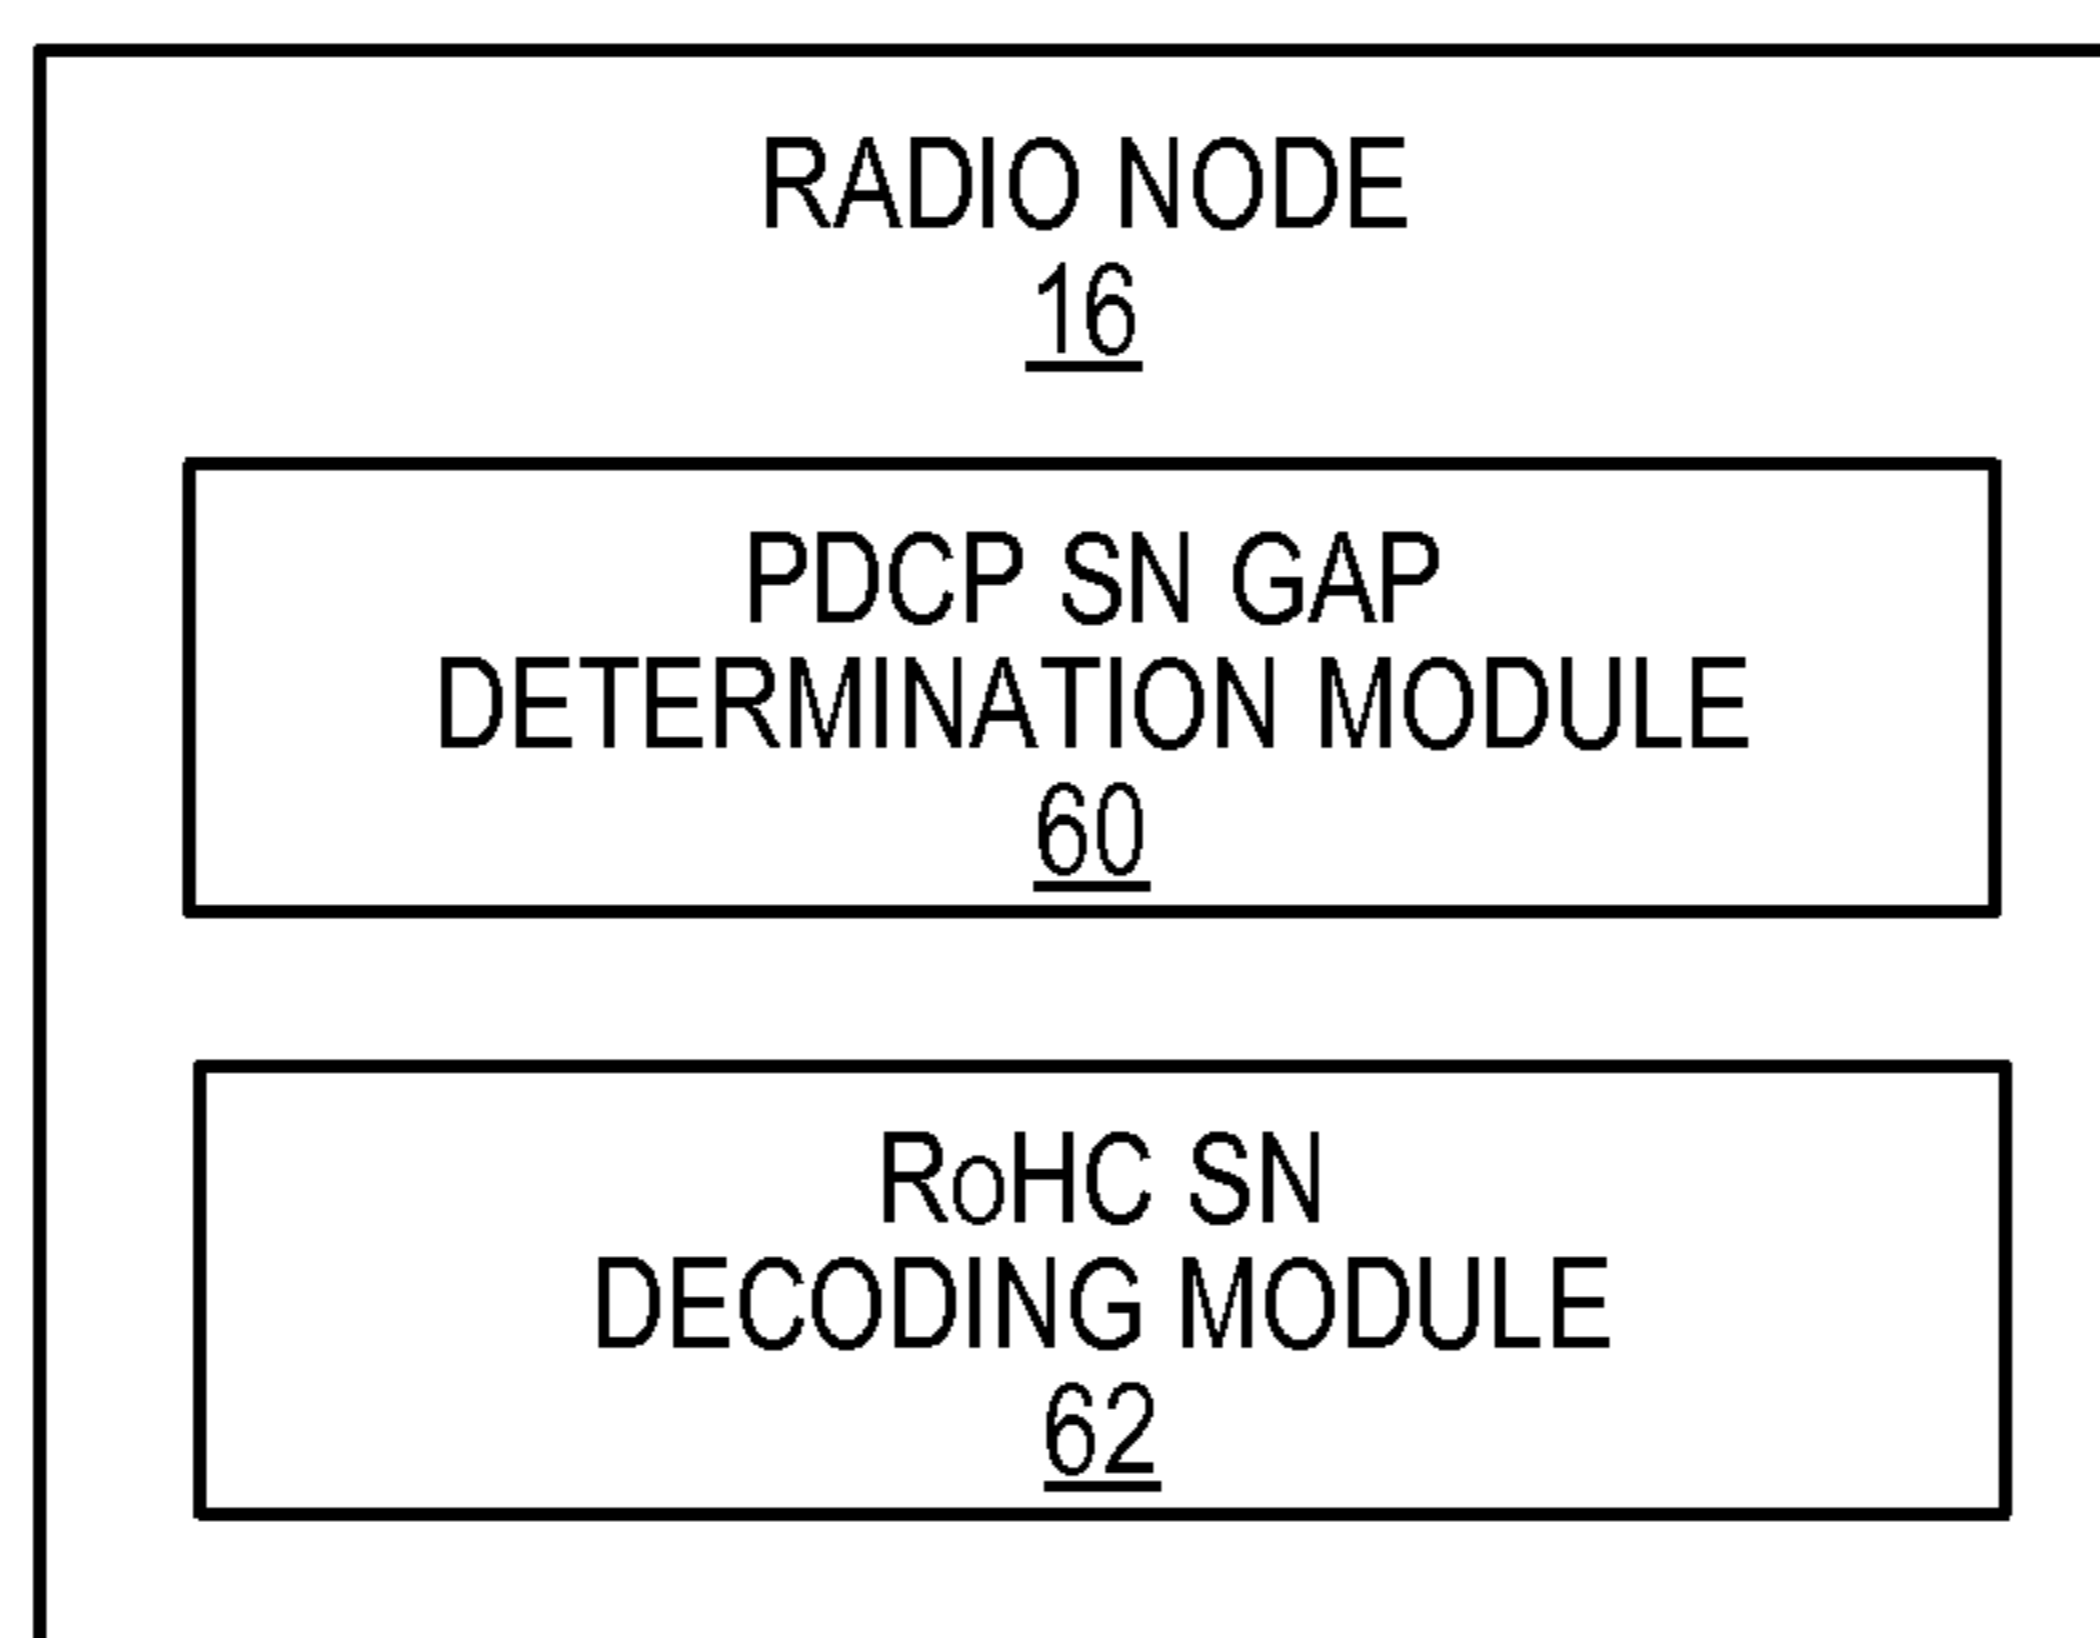 RADIO NODE
16
PDCP SN GAP
DETERMINATION MODULE
60
RoHC SN
DECODING MODULE
62